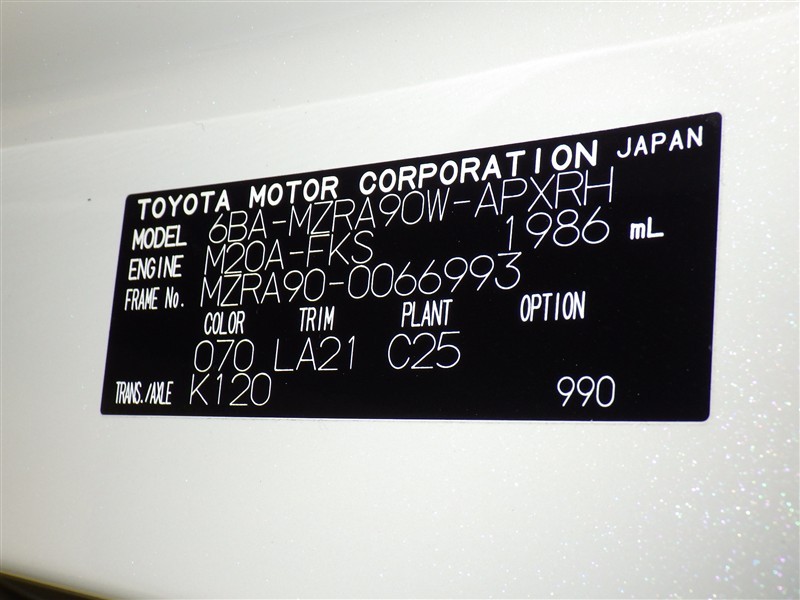 TOYOTA MOTOR CORPORATION JAPAN
MODEL 6BA-MZRA90W-APXRH
ENGINE M20A-FKS 1986 mL
FRAME No. MZRA90-0066993
COLOR TRIM PLANT OPTION
070 LA21 C25
TRANS./AXLE K120 990